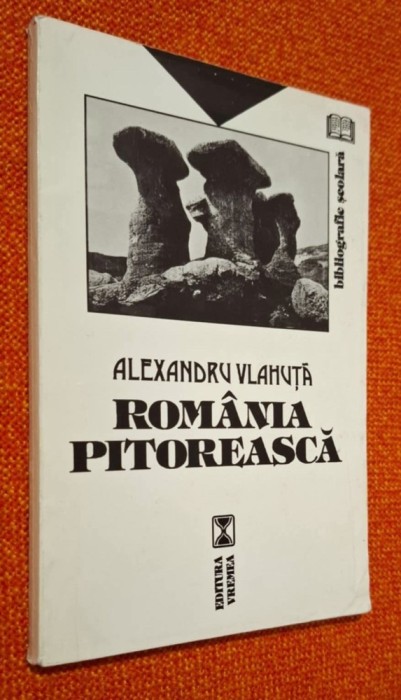 bibliografie școlară
ALEXANDRU VLAHUȚĂ
ROMÂNIA
PITOREASCĂ
EDITURA
VREMEA